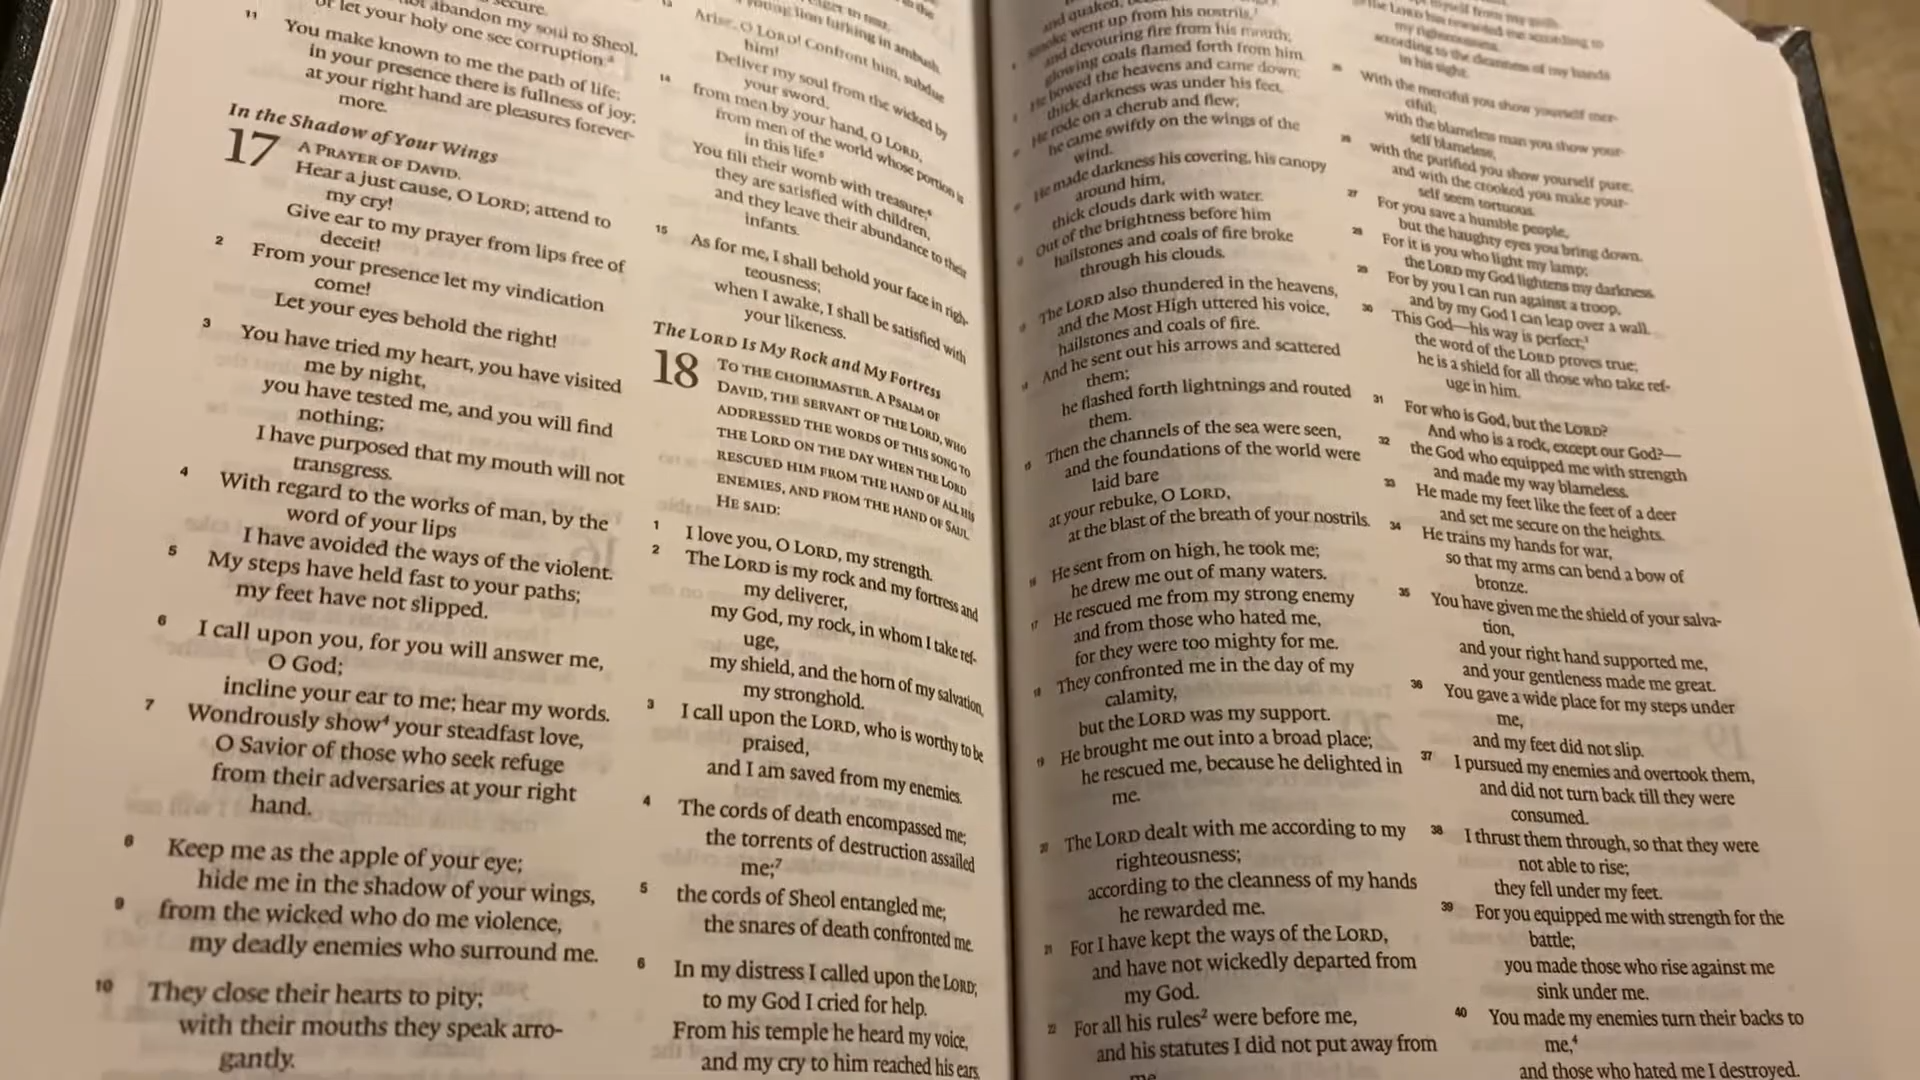 secure.
abandon my soul to Sheol,
or let your holy one see corruption.
11 You make known to me the path of life;
in your presence there is fullness of joy;
at your right hand are pleasures forever-
more.
In the Shadow of Your Wings
17 A PRAYER OF DAVID.
Hear a just cause, O LORD; attend to
my cry!
Give ear to my prayer from lips free of
deceit!
2 From your presence let my vindication
come!
Let your eyes behold the right!
3 You have tried my heart, you have visited
me by night,
you have tested me, and you will find
nothing;
I have purposed that my mouth will not
transgress.
4 With regard to the works of man, by the
word of your lips
I have avoided the ways of the violent.
5 My steps have held fast to your paths;
my feet have not slipped.
6 I call upon you, for you will answer me,
O God;
incline your ear to me; hear my words.
7 Wondrously show4 your steadfast love,
O Savior of those who seek refuge
from their adversaries at your right
hand.
8 Keep me as the apple of your eye;
hide me in the shadow of your wings,
9 from the wicked who do me violence,
my deadly enemies who surround me.
10 They close their hearts to pity;
with their mouths they speak arro-
gantly.
young lion lurking in ambush.
13 Arise, O LORD! Confront him, subdue
him!
Deliver my soul from the wicked by
your sword,
14 from men by your hand, O LORD,
from men of the world whose portion is
in this life.5
You fill their womb with treasure;6
they are satisfied with children,
and they leave their abundance to their
infants.
15 As for me, I shall behold your face in righ-
teousness;
when I awake, I shall be satisfied with
your likeness.
The LORD Is My Rock and My Fortress
18 TO THE CHOIRMASTER. A PSALM OF
DAVID, THE SERVANT OF THE LORD, WHO
ADDRESSED THE WORDS OF THIS SONG TO
THE LORD ON THE DAY WHEN THE LORD
RESCUED HIM FROM THE HAND OF ALL HIS
ENEMIES, AND FROM THE HAND OF SAUL.
HE SAID:
1 I love you, O LORD, my strength.
2 The LORD is my rock and my fortress and
my deliverer,
my God, my rock, in whom I take ref-
uge,
my shield, and the horn of my salvation,
my stronghold.
3 I call upon the LORD, who is worthy to be
praised,
and I am saved from my enemies.
4 The cords of death encompassed me;
the torrents of destruction assailed
me;7
5 the cords of Sheol entangled me;
the snares of death confronted me.
6 In my distress I called upon the LORD;
to my God I cried for help.
From his temple he heard my voice,
and my cry to him reached his ears.
and quaked,
Smoke went up from his nostrils,1
and devouring fire from his mouth;
glowing coals flamed forth from him.
He bowed the heavens and came down;
thick darkness was under his feet.
He rode on a cherub and flew;
he came swiftly on the wings of the
wind.
He made darkness his covering, his canopy
around him,
thick clouds dark with water.
Out of the brightness before him
hailstones and coals of fire broke
through his clouds.
The LORD also thundered in the heavens,
and the Most High uttered his voice,
hailstones and coals of fire.
14 And he sent out his arrows and scattered
them;
he flashed forth lightnings and routed
them.
15 Then the channels of the sea were seen,
and the foundations of the world were
laid bare
at your rebuke, O LORD,
at the blast of the breath of your nostrils.
16 He sent from on high, he took me;
he drew me out of many waters.
17 He rescued me from my strong enemy
and from those who hated me,
for they were too mighty for me.
18 They confronted me in the day of my
calamity,
but the LORD was my support.
19 He brought me out into a broad place;
he rescued me, because he delighted in
me.
20 The LORD dealt with me according to my
righteousness;
according to the cleanness of my hands
he rewarded me.
21 For I have kept the ways of the LORD,
and have not wickedly departed from
my God.
22 For all his rules2 were before me,
and his statutes I did not put away from
me.
the LORD has rewarded me according to
my righteousness,
according to the cleanness of my hands
in his sight.
With the merciful you show yourself mer-
ciful;
with the blameless man you show your-
self blameless;
26 with the purified you show yourself pure;
and with the crooked you make your-
self seem tortuous.
27 For you save a humble people,
but the haughty eyes you bring down.
28 For it is you who light my lamp;
the LORD my God lightens my darkness.
29 For by you I can run against a troop,
and by my God I can leap over a wall.
30 This God—his way is perfect;3
the word of the LORD proves true;
he is a shield for all those who take ref-
uge in him.
31 For who is God, but the LORD?
And who is a rock, except our God?—
32 the God who equipped me with strength
and made my way blameless.
33 He made my feet like the feet of a deer
and set me secure on the heights.
34 He trains my hands for war,
so that my arms can bend a bow of
bronze.
35 You have given me the shield of your salva-
tion,
and your right hand supported me,
and your gentleness made me great.
36 You gave a wide place for my steps under
me,
and my feet did not slip.
37 I pursued my enemies and overtook them,
and did not turn back till they were
consumed.
38 I thrust them through, so that they were
not able to rise;
they fell under my feet.
39 For you equipped me with strength for the
battle;
you made those who rise against me
sink under me.
40 You made my enemies turn their backs to
me,4
and those who hated me I destroyed.